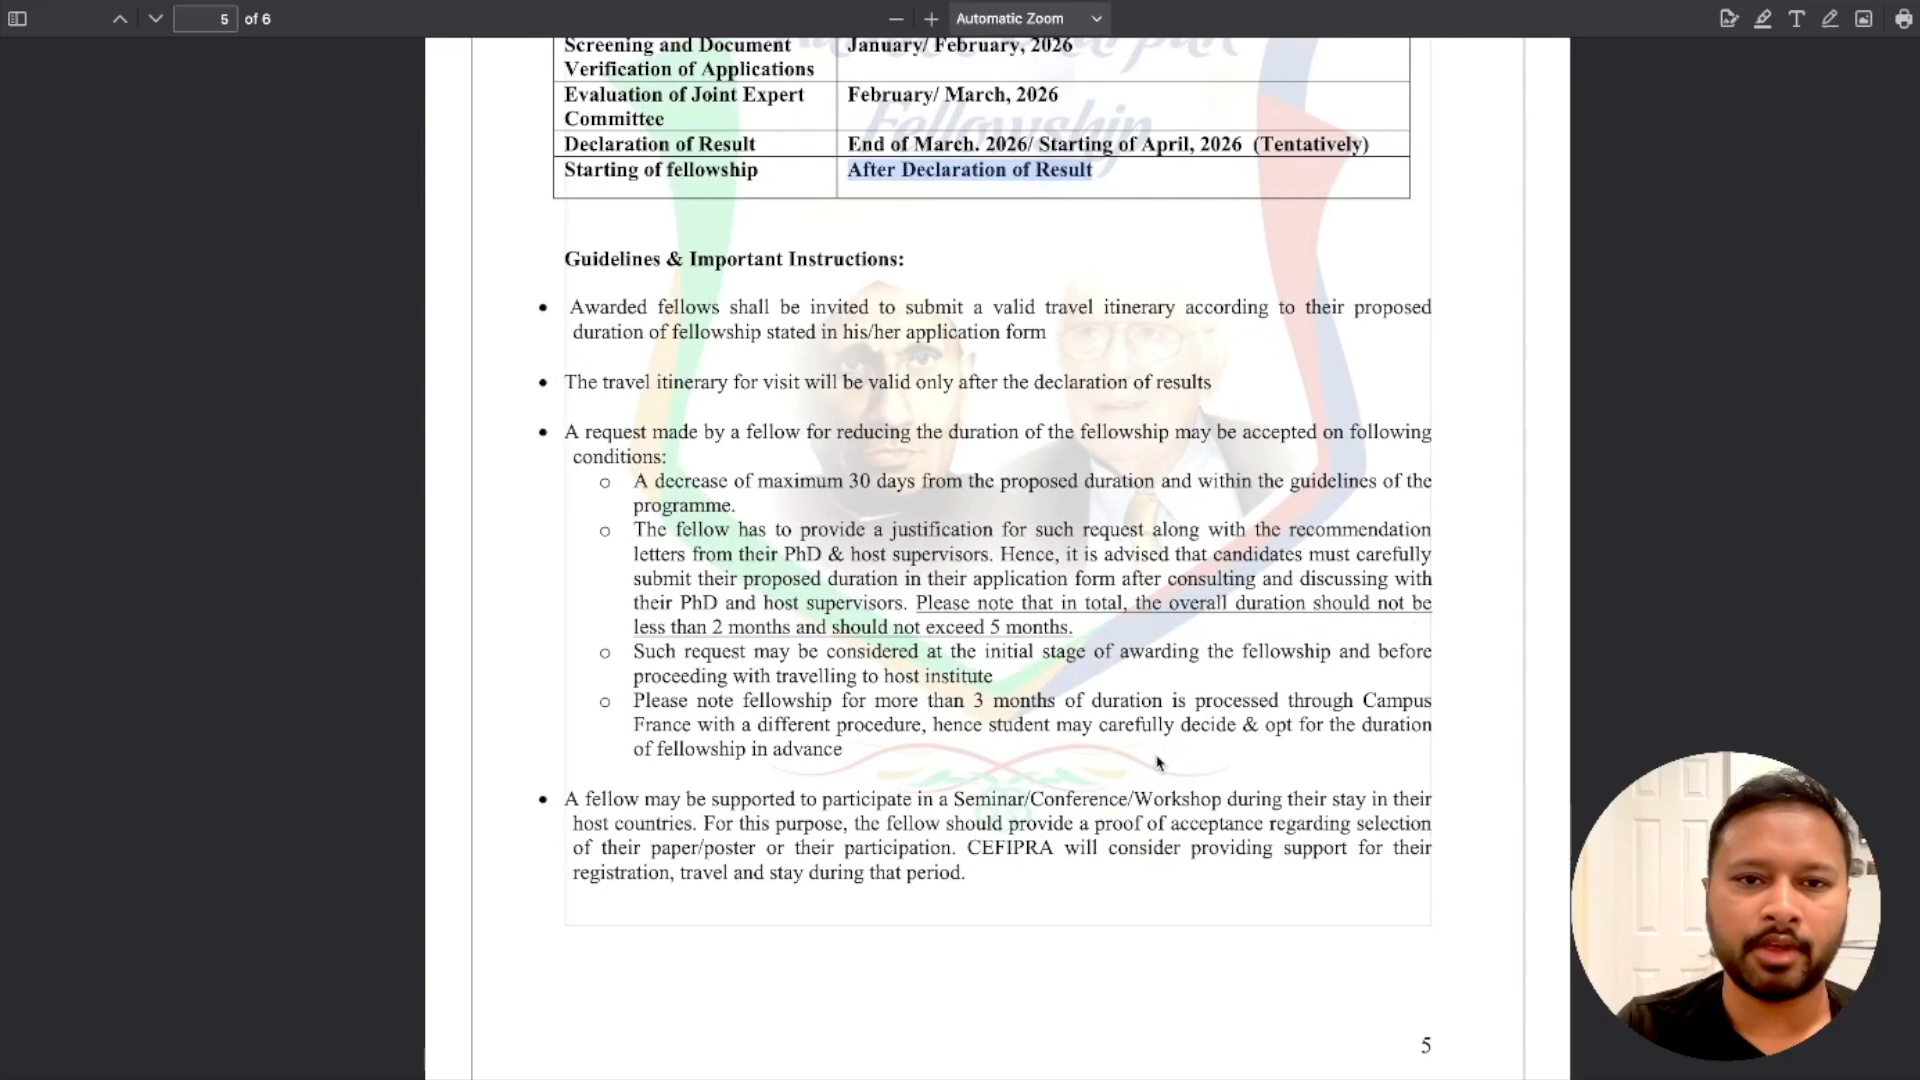 5 of 6
Automatic Zoom
Fellowship
Screening and Document January/ February, 2026
Verification of Applications
Evaluation of Joint Expert February/ March, 2026
Committee
Declaration of Result End of March. 2026/ Starting of April, 2026 (Tentatively)
Starting of fellowship After Declaration of Result
Guidelines & Important Instructions:
• Awarded fellows shall be invited to submit a valid travel itinerary according to their proposed
duration of fellowship stated in his/her application form
• The travel itinerary for visit will be valid only after the declaration of results
• A request made by a fellow for reducing the duration of the fellowship may be accepted on following
conditions:
o A decrease of maximum 30 days from the proposed duration and within the guidelines of the
programme.
o The fellow has to provide a justification for such request along with the recommendation
letters from their PhD & host supervisors. Hence, it is advised that candidates must carefully
submit their proposed duration in their application form after consulting and discussing with
their PhD and host supervisors. Please note that in total, the overall duration should not be
less than 2 months and should not exceed 5 months.
o Such request may be considered at the initial stage of awarding the fellowship and before
proceeding with travelling to host institute
o Please note fellowship for more than 3 months of duration is processed through Campus
France with a different procedure, hence student may carefully decide & opt for the duration
of fellowship in advance
• A fellow may be supported to participate in a Seminar/Conference/Workshop during their stay in their
host countries. For this purpose, the fellow should provide a proof of acceptance regarding selection
of their paper/poster or their participation. CEFIPRA will consider providing support for their
registration, travel and stay during that period.
5